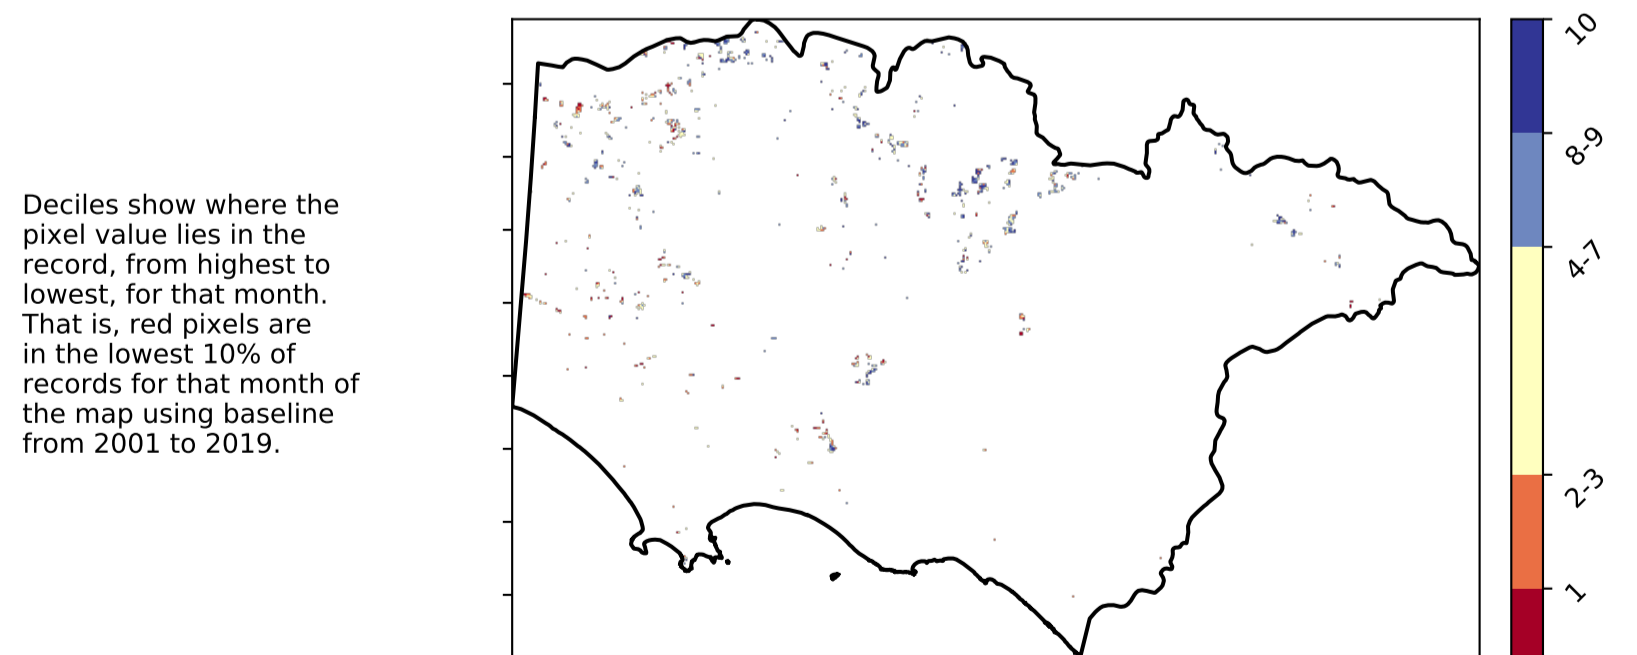 Deciles show where the
pixel value lies in the
record, from highest to
lowest, for that month.
That is, red pixels are
in the lowest 10% of
records for that month of
the map using baseline
from 2001 to 2019.
10
8-9
4-7
2-3
1